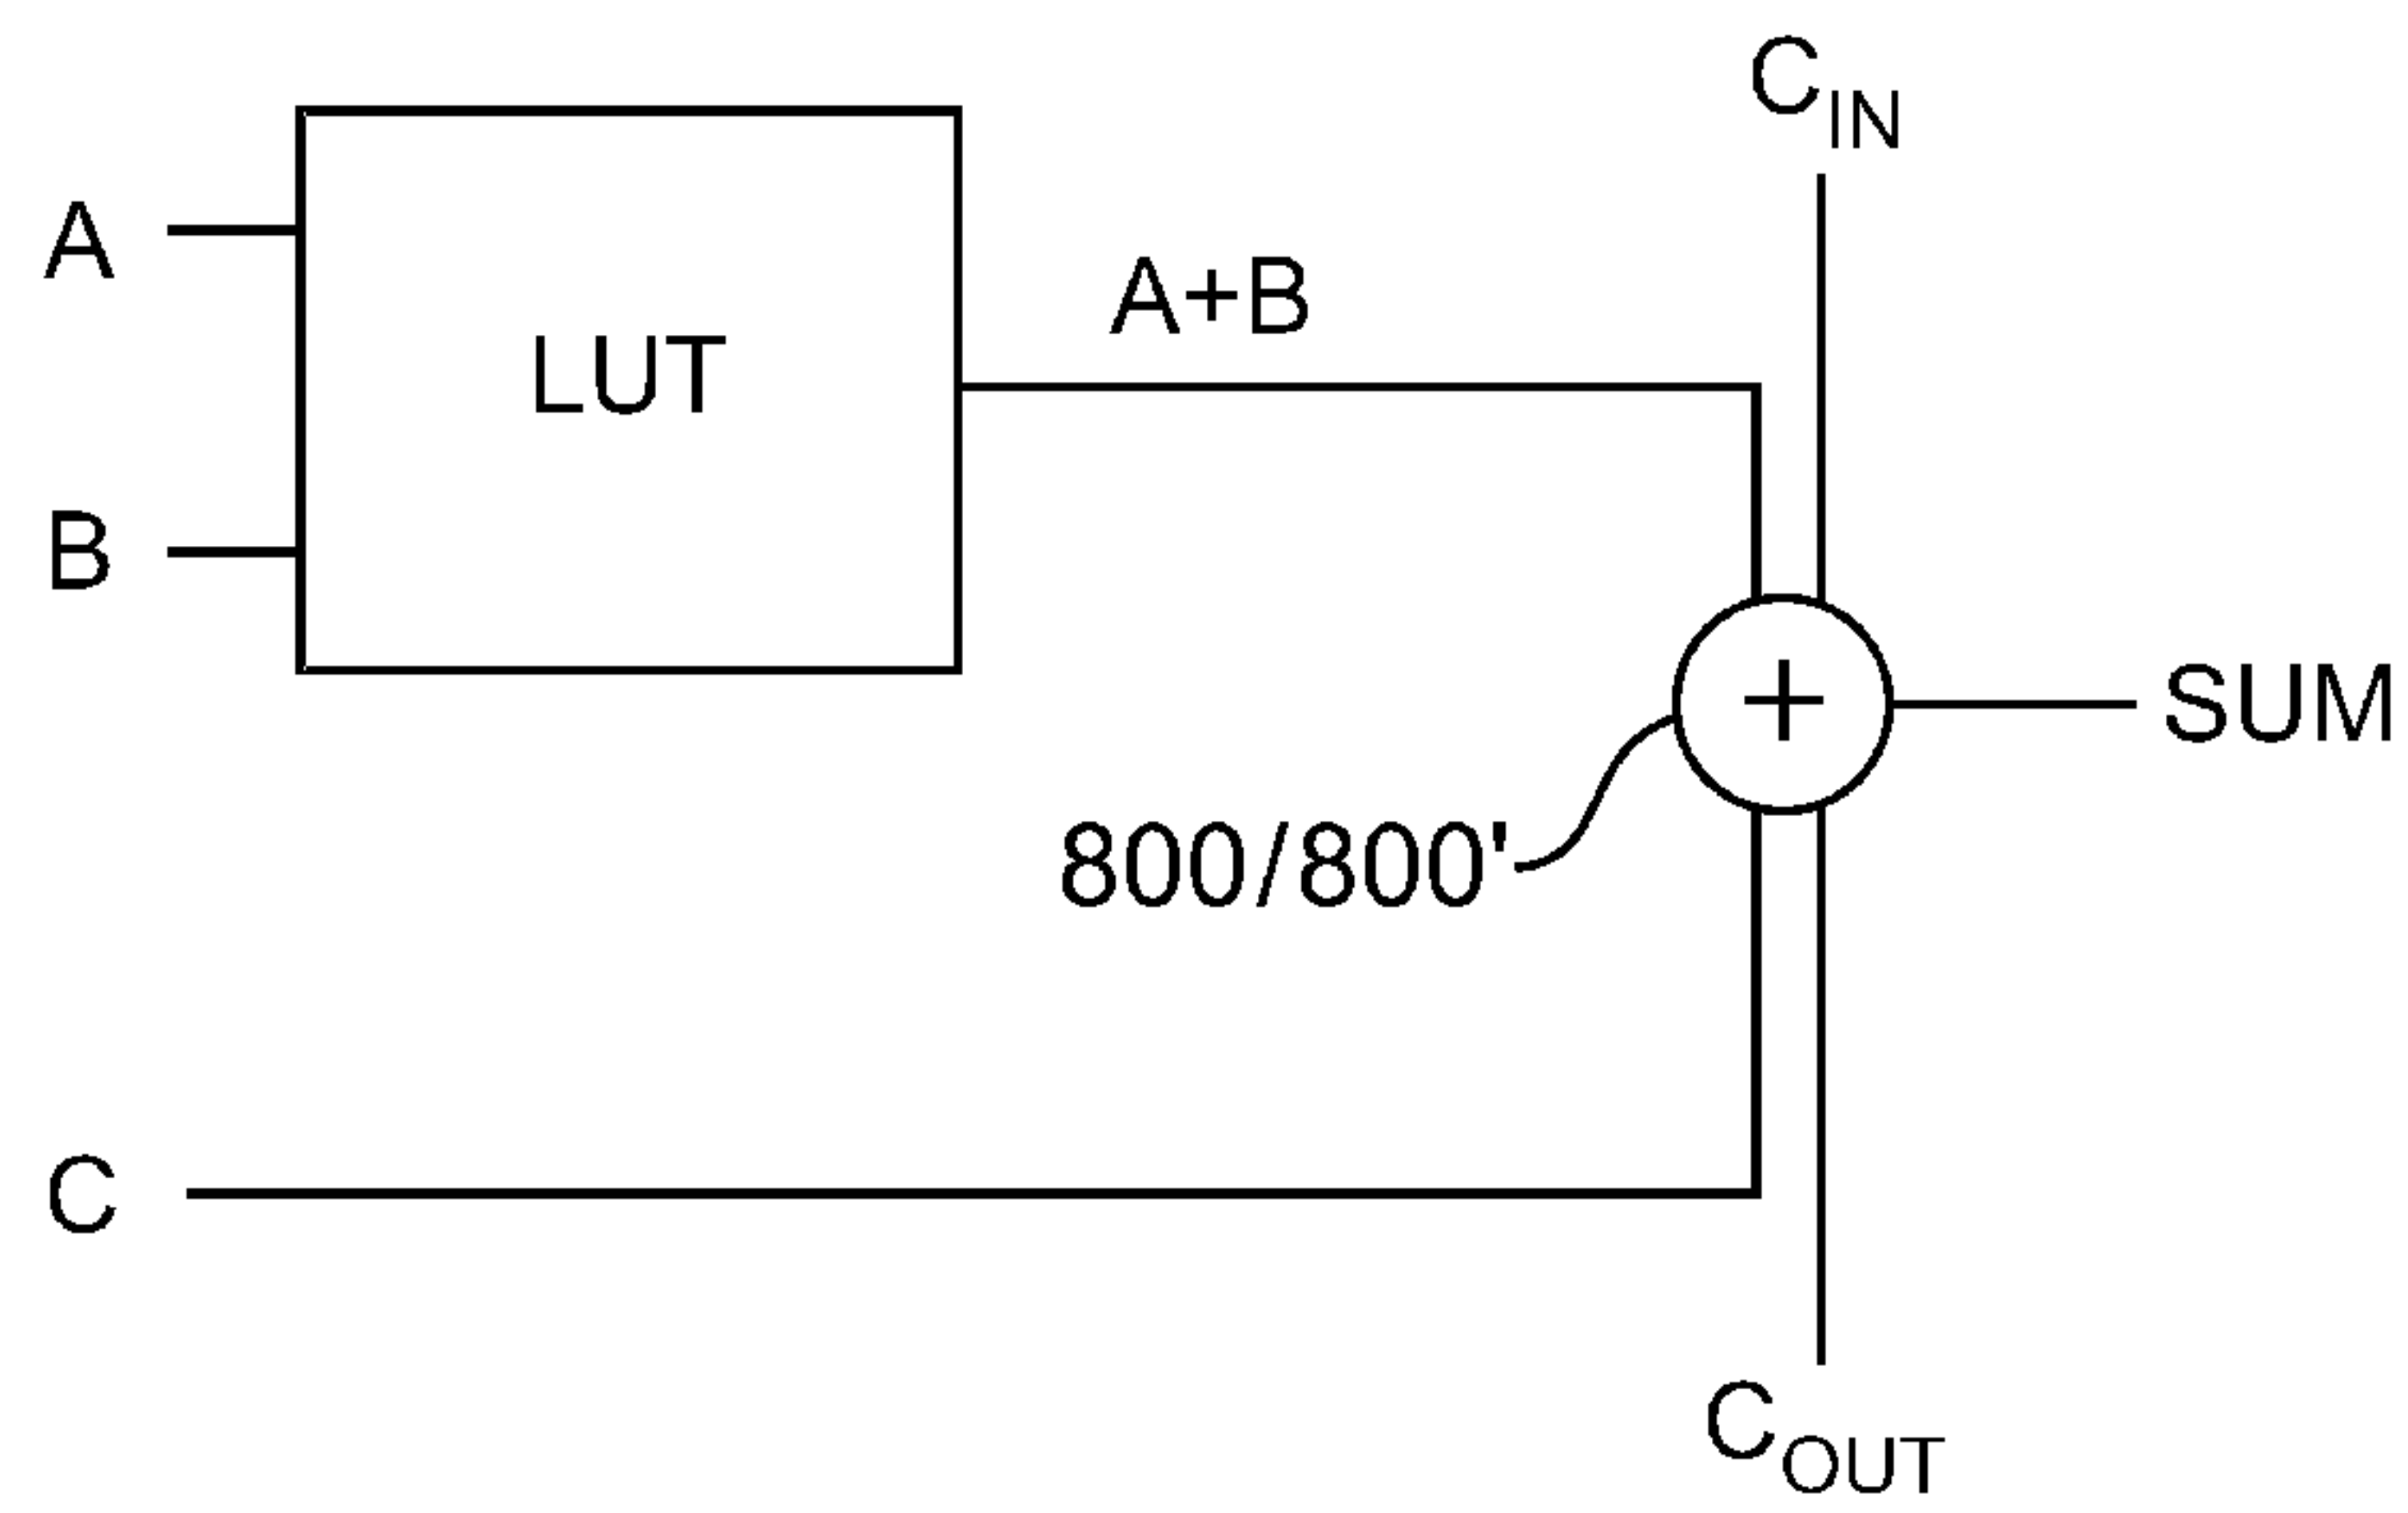 C_IN
A
A+B
LUT
B
+
SUM
800/800'
C
C_OUT